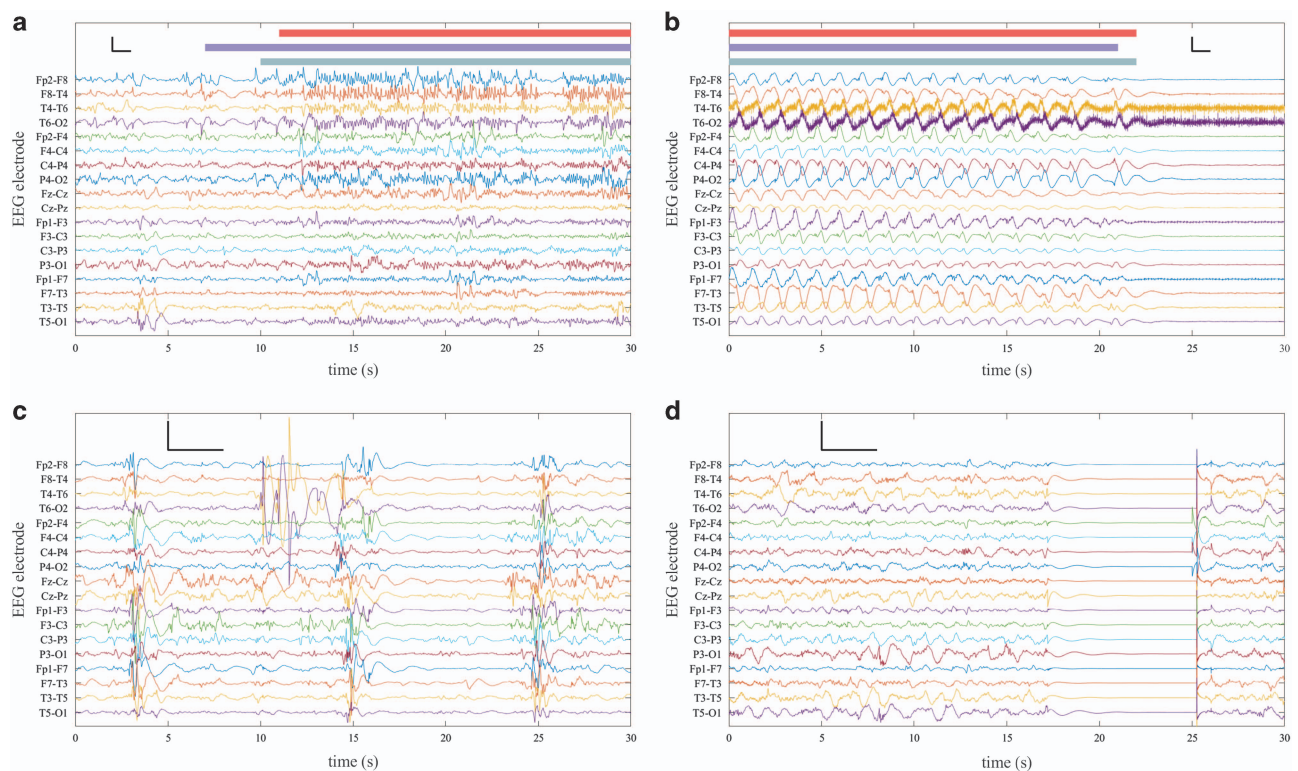 a
Fp2-F8
F8-T4
T4-T6
T6-O2
Fp2-F4
F4-C4
C4-P4
P4-O2
Fz-Cz
Cz-Pz
Fp1-F3
F3-C3
C3-P3
P3-O1
Fp1-F7
F7-T3
T3-T5
T5-O1
EEG electrode
0 5 10 15 20 25 30
time (s)
b
Fp2-F8
F8-T4
T4-T6
T6-O2
Fp2-F4
F4-C4
C4-P4
P4-O2
Fz-Cz
Cz-Pz
Fp1-F3
F3-C3
C3-P3
P3-O1
Fp1-F7
F7-T3
T3-T5
T5-O1
EEG electrode
0 5 10 15 20 25 30
time (s)
c
Fp2-F8
F8-T4
T4-T6
T6-O2
Fp2-F4
F4-C4
C4-P4
P4-O2
Fz-Cz
Cz-Pz
Fp1-F3
F3-C3
C3-P3
P3-O1
Fp1-F7
F7-T3
T3-T5
T5-O1
EEG electrode
0 5 10 15 20 25 30
time (s)
d
Fp2-F8
F8-T4
T4-T6
T6-O2
Fp2-F4
F4-C4
C4-P4
P4-O2
Fz-Cz
Cz-Pz
Fp1-F3
F3-C3
C3-P3
P3-O1
Fp1-F7
F7-T3
T3-T5
T5-O1
EEG electrode
0 5 10 15 20 25 30
time (s)